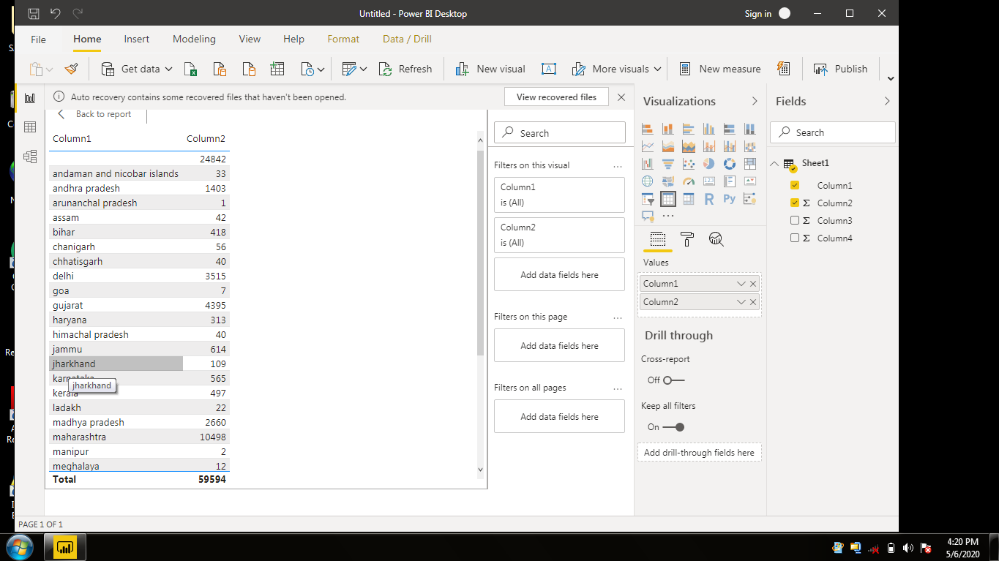 Untitled - Power BI Desktop
Sign in
File Home Insert Modeling View Help Format Data / Drill
Get data Refresh New visual More visuals New measure Publish
Auto recovery contains some recovered files that haven't been opened. View recovered files
Back to report
Column1 Column2
24842
andaman and nicobar islands 33
andhra pradesh 1403
arunanchal pradesh 1
assam 42
bihar 418
chanigarh 56
chhatisgarh 40
delhi 3515
goa 7
gujarat 4395
haryana 313
himachal pradesh 40
jammu 614
jharkhand 109
karnataka 565
jharkhand
kerala 497
ladakh 22
madhya pradesh 2660
maharashtra 10498
manipur 2
meghalaya 12
Total 59594
Search
Filters on this visual ...
Column1
is (All)
Column2
is (All)
Add data fields here
Filters on this page ...
Add data fields here
Filters on all pages ...
Add data fields here
Visualizations
R Py
...
Values
Column1
Column2
Drill through
Cross-report
Off
Keep all filters
On
Add drill-through fields here
Fields
Search
Sheet1
Column1
Σ Column2
Σ Column3
Σ Column4
PAGE 1 OF 1
4:20 PM
5/6/2020